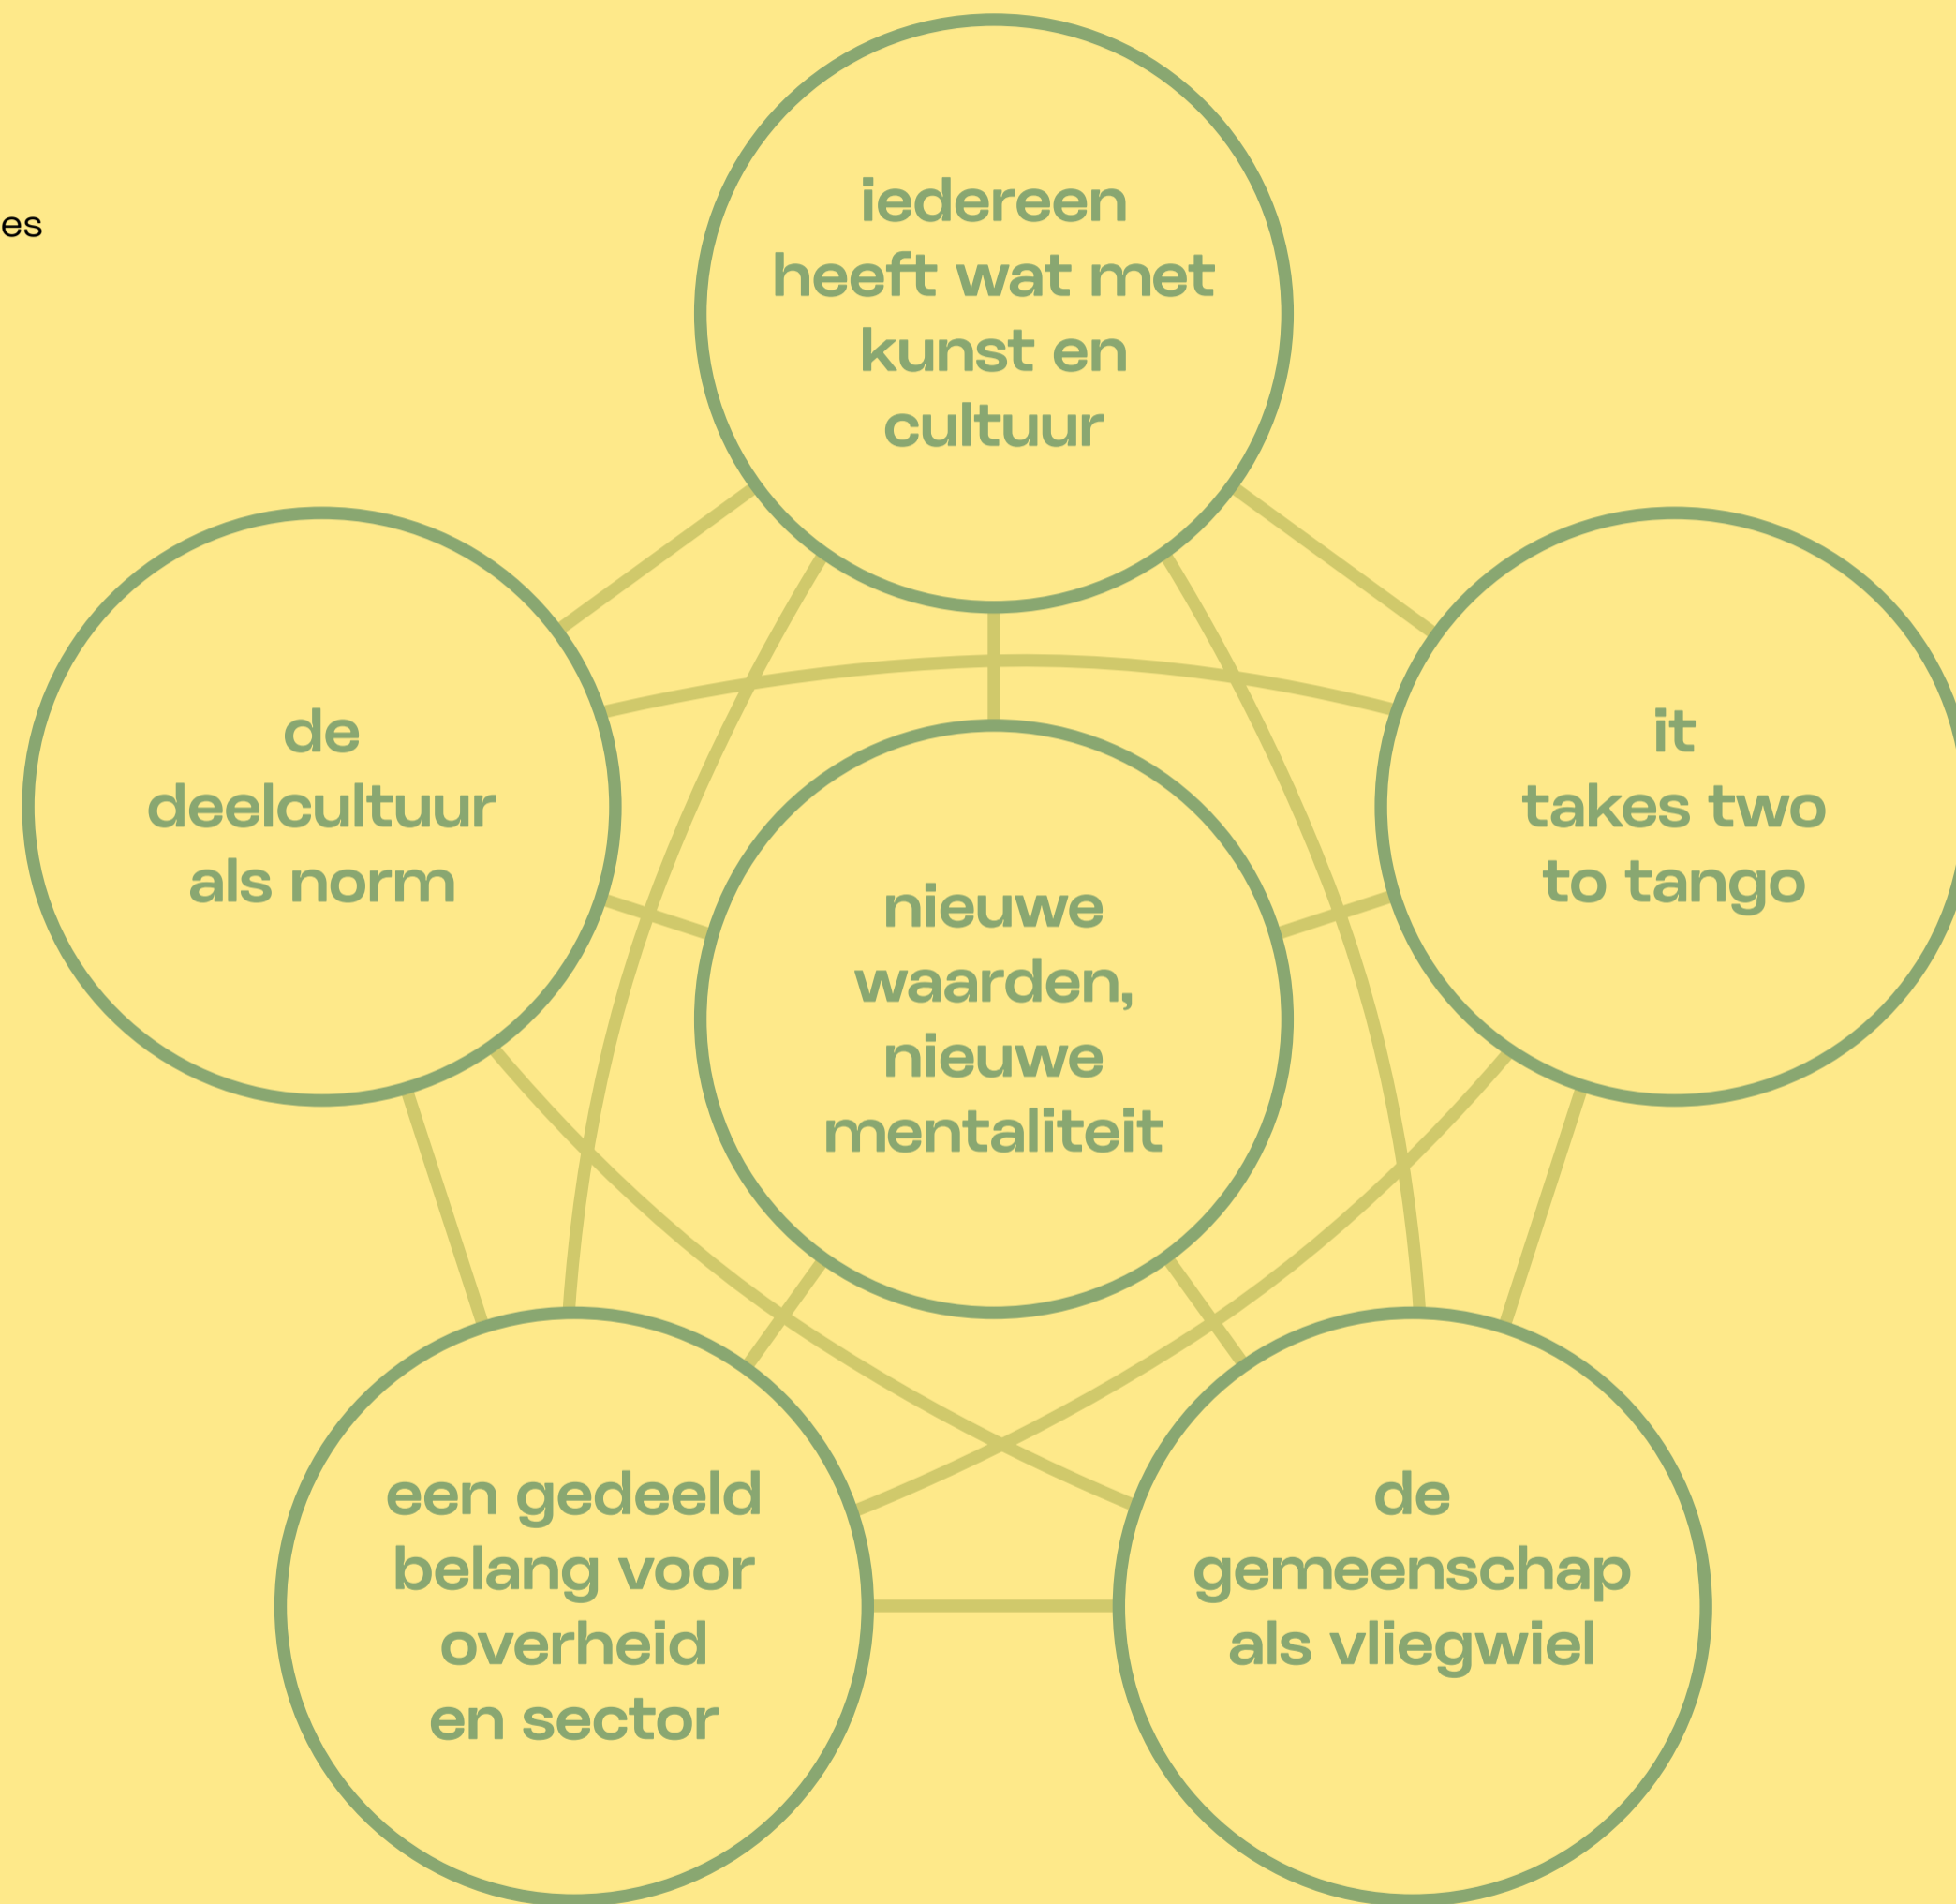 es
iedereen
heeft wat met
kunst en
cultuur
de
deelcultuur
als norm
it
takes two
to tango
nieuwe
waarden,
nieuwe
mentaliteit
een gedeeld
belang voor
overheid
en sector
de
gemeenschap
als vliegwiel